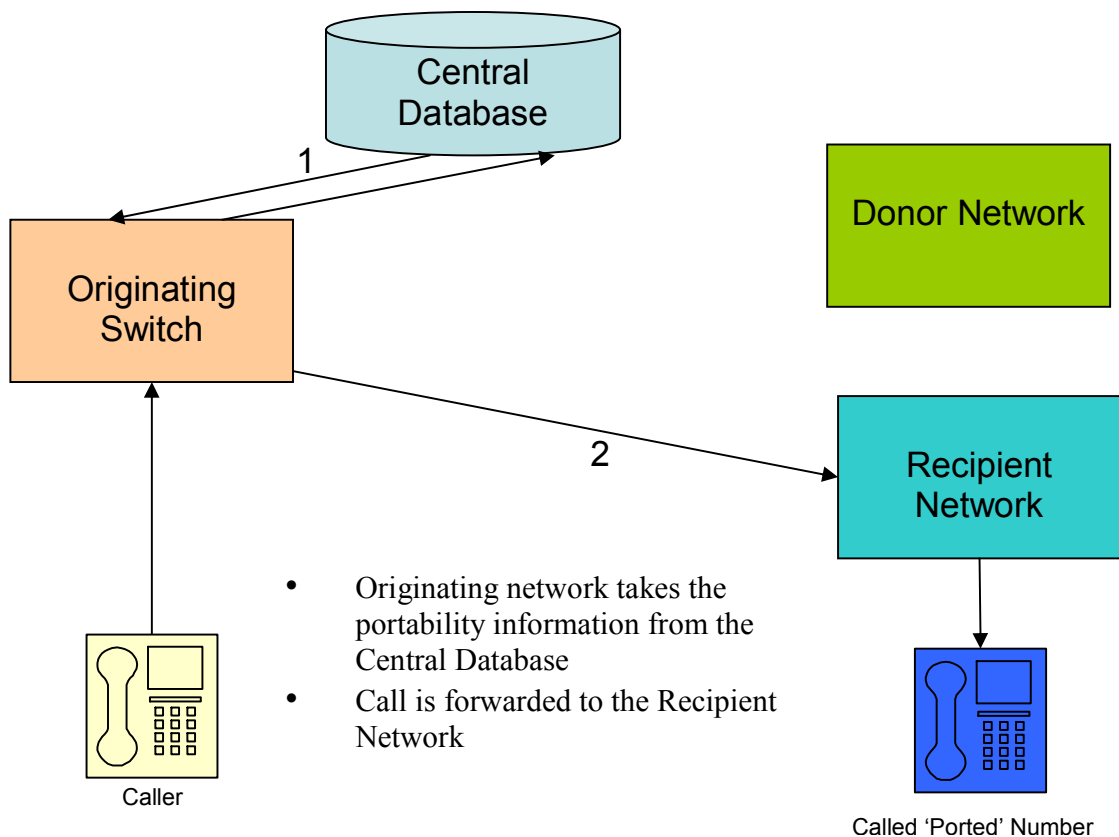 Central
Database
1
Donor Network
Originating
Switch
2
Recipient
Network
• Originating network takes the
portability information from the
Central Database
• Call is forwarded to the Recipient
Network
Caller
Called ‘Ported’ Number